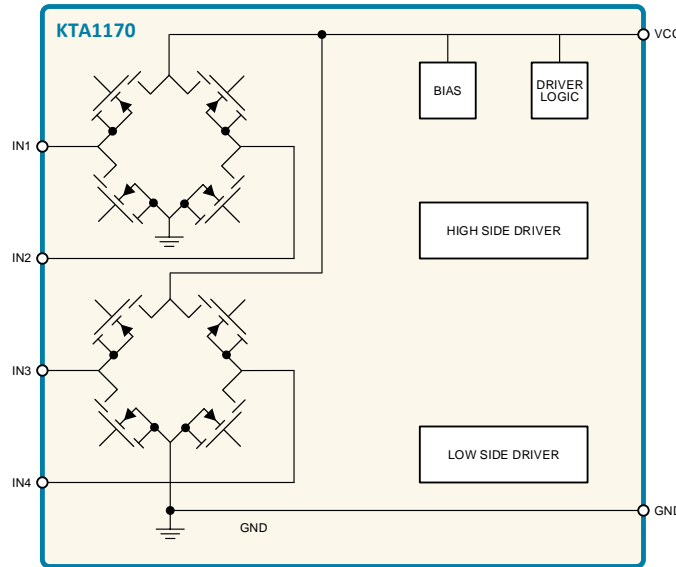 KTA1170
VCC
BIAS
DRIVER
LOGIC
IN1
HIGH SIDE DRIVER
IN2
IN3
LOW SIDE DRIVER
IN4
GND
GND